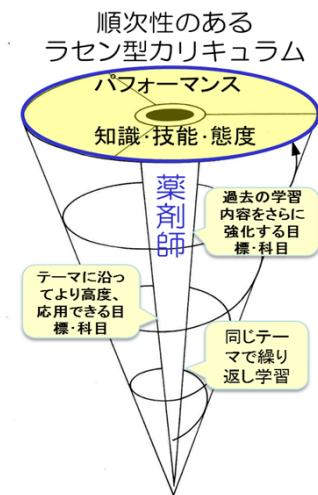 順次性のある
ラセン型カリキュラム
パフォーマンス
知識・技能・態度
薬剤師
過去の学習
内容をさらに
強化する目
標・科目
テーマに沿っ
てより高度、
応用できる目
標・科目
同じテー
マで繰り
返し学習